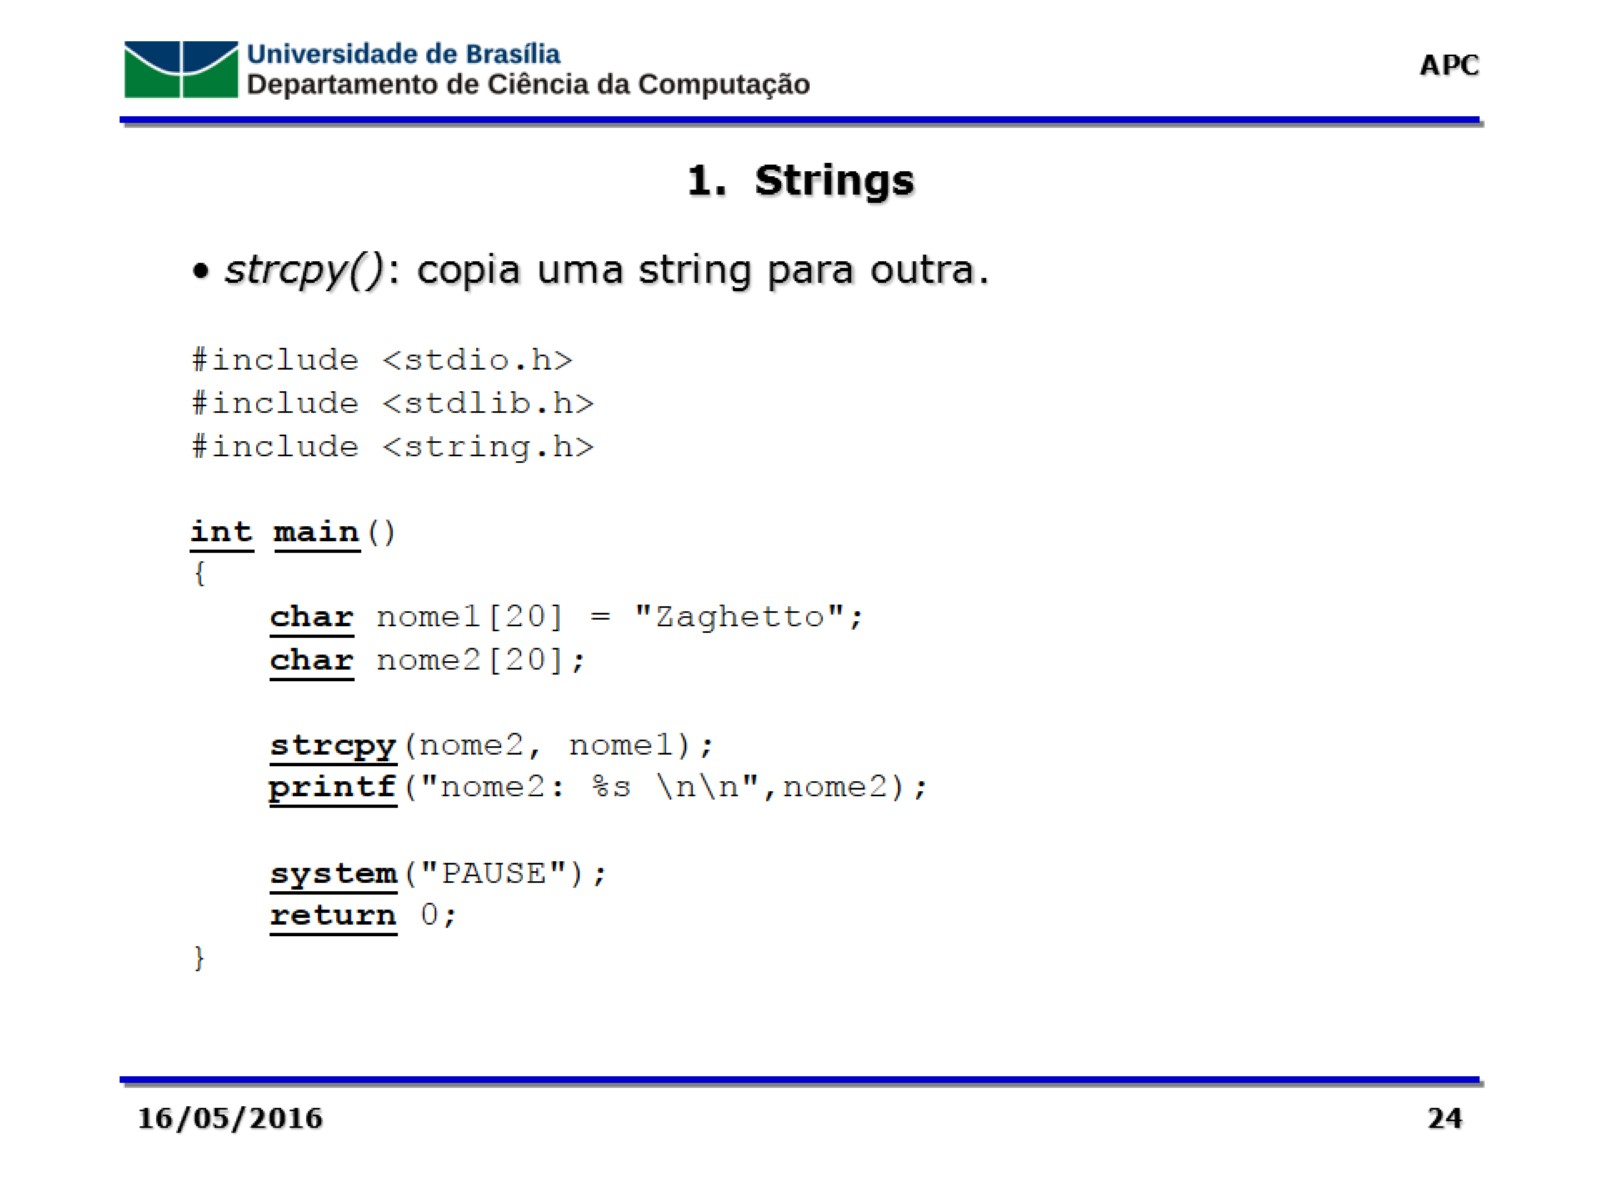 Universidade de Brasília
Departamento de Ciência da Computação
APC
1. Strings
• strcpy(): copia uma string para outra.
#include <stdio.h>
#include <stdlib.h>
#include <string.h>
int main()
{
    char nome1[20] = "Zaghetto";
    char nome2[20];
    strcpy(nome2, nome1);
    printf("nome2: %s \n\n",nome2);
    system("PAUSE");
    return 0;
}
16/05/2016
24